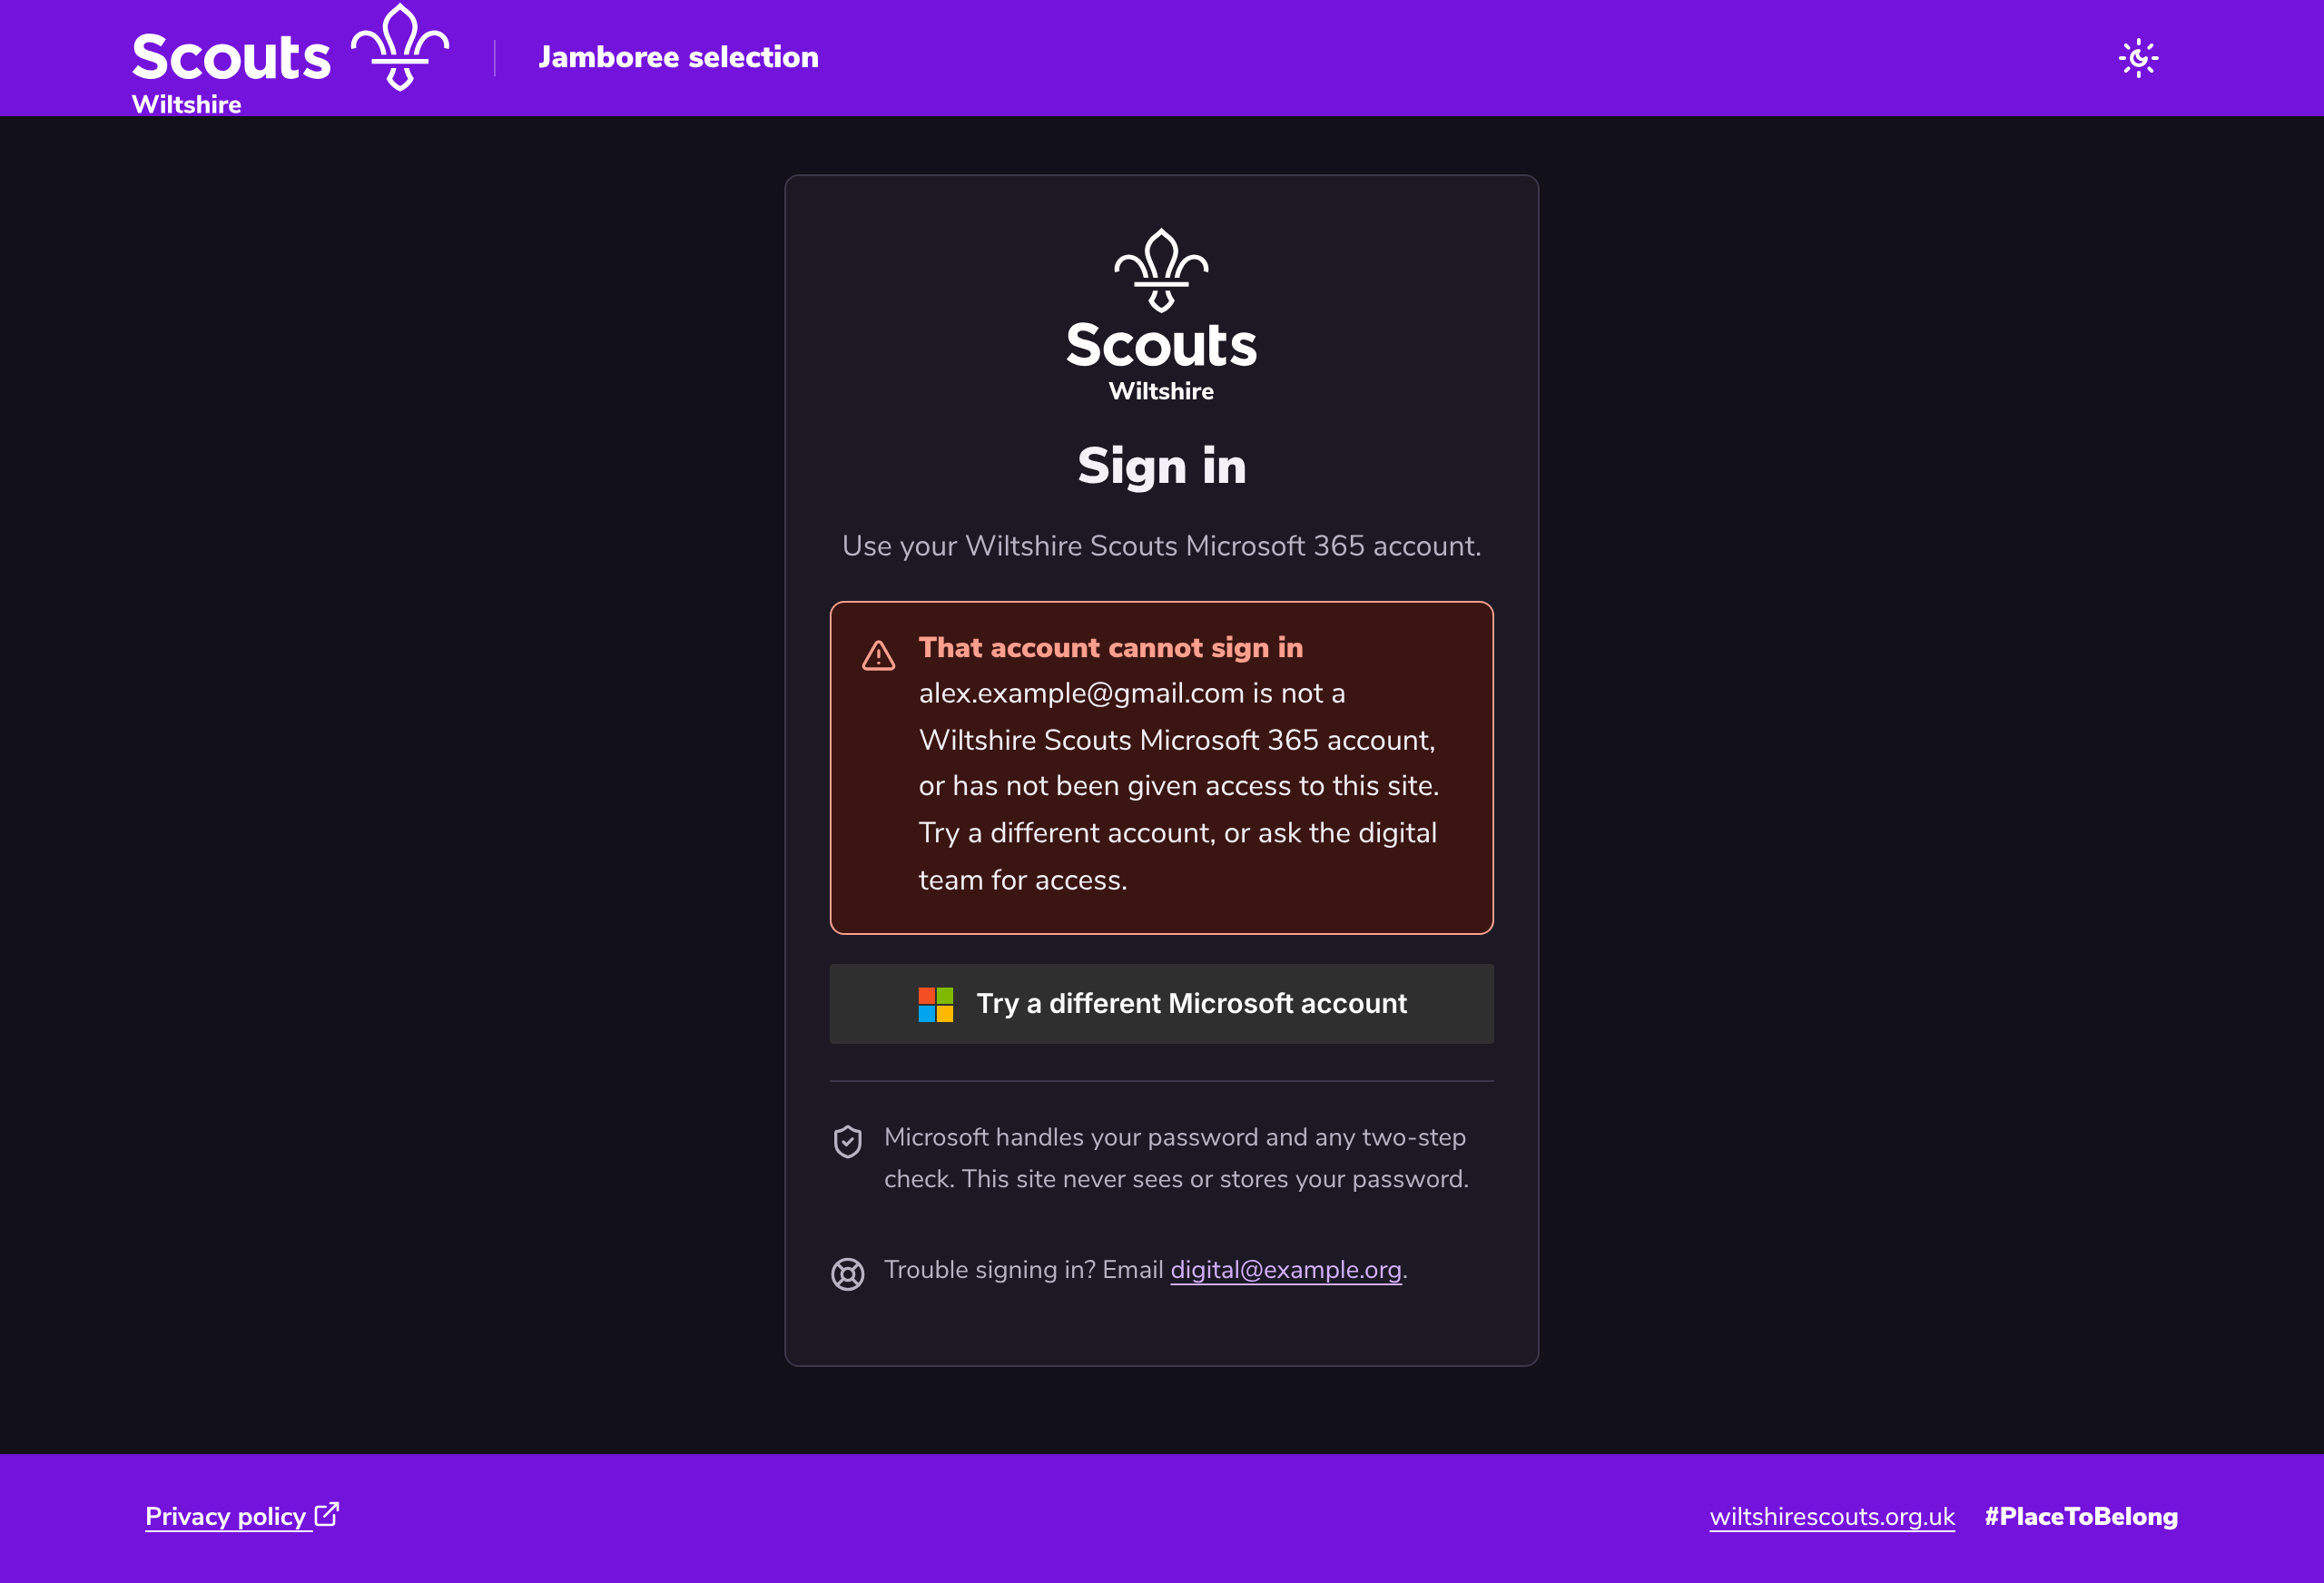 Scouts
Wiltshire
Jamboree selection
Scouts
Wiltshire
Sign in
Use your Wiltshire Scouts Microsoft 365 account.
That account cannot sign in
alex.example@gmail.com is not a
Wiltshire Scouts Microsoft 365 account,
or has not been given access to this site.
Try a different account, or ask the digital
team for access.
Try a different Microsoft account
Microsoft handles your password and any two-step
check. This site never sees or stores your password.
Trouble signing in? Email digital@example.org.
Privacy policy
wiltshirescouts.org.uk
#PlaceToBelong